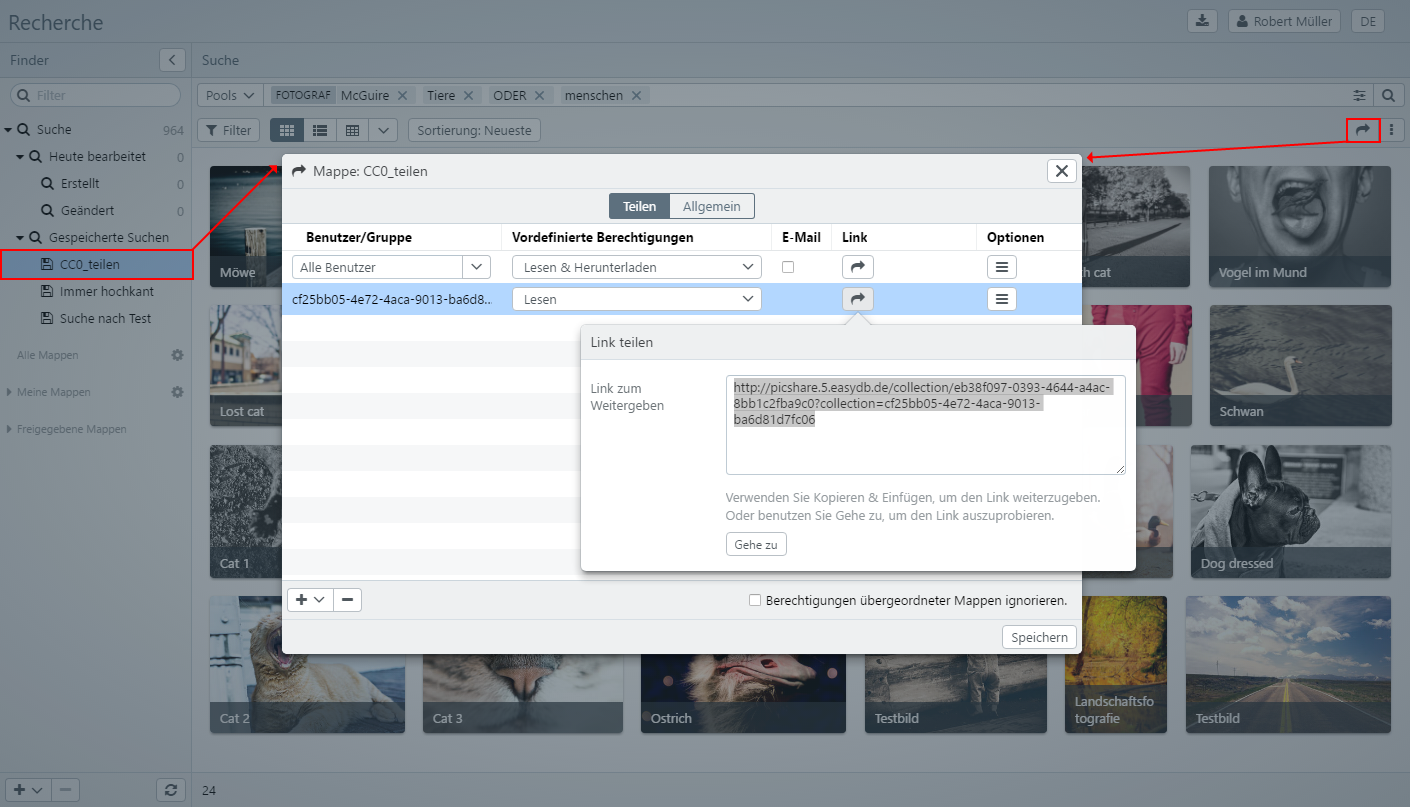 Recherche
Robert Müller
DE
Finder
Suche
Filter
Pools
FOTOGRAF McGuire
Tiere
ODER
menschen
Suche 964
Filter
Sortierung: Neueste
Heute bearbeitet 0
Erstellt 0
Geändert 0
Gespeicherte Suchen
CC0_teilen
Immer hochkant
Suche nach Test
Alle Mappen
Meine Mappen
Freigegebene Mappen
Mappe: CC0_teilen
Teilen
Allgemein
Benutzer/Gruppe
Vordefinierte Berechtigungen
E-Mail
Link
Optionen
Alle Benutzer
Lesen & Herunterladen
cf25bb05-4e72-4aca-9013-ba6d8...
Lesen
Link teilen
Link zum
Weitergeben
http://picshare.5.easydb.de/collection/eb38f097-0393-4644-a4ac-
8bb1c2fba9c0?collection=cf25bb05-4e72-4aca-9013-
ba6d81d7fc06
Verwenden Sie Kopieren & Einfügen, um den Link weiterzugeben.
Oder benutzen Sie Gehe zu, um den Link auszuprobieren.
Gehe zu
Berechtigungen übergeordneter Mappen ignorieren.
Speichern
Möwe
cat
Vogel im Mund
Lost cat
Schwan
Cat 1
Dog dressed
Cat 2
Cat 3
Ostrich
Testbild
Landschaftsfo
tografie
Testbild
24